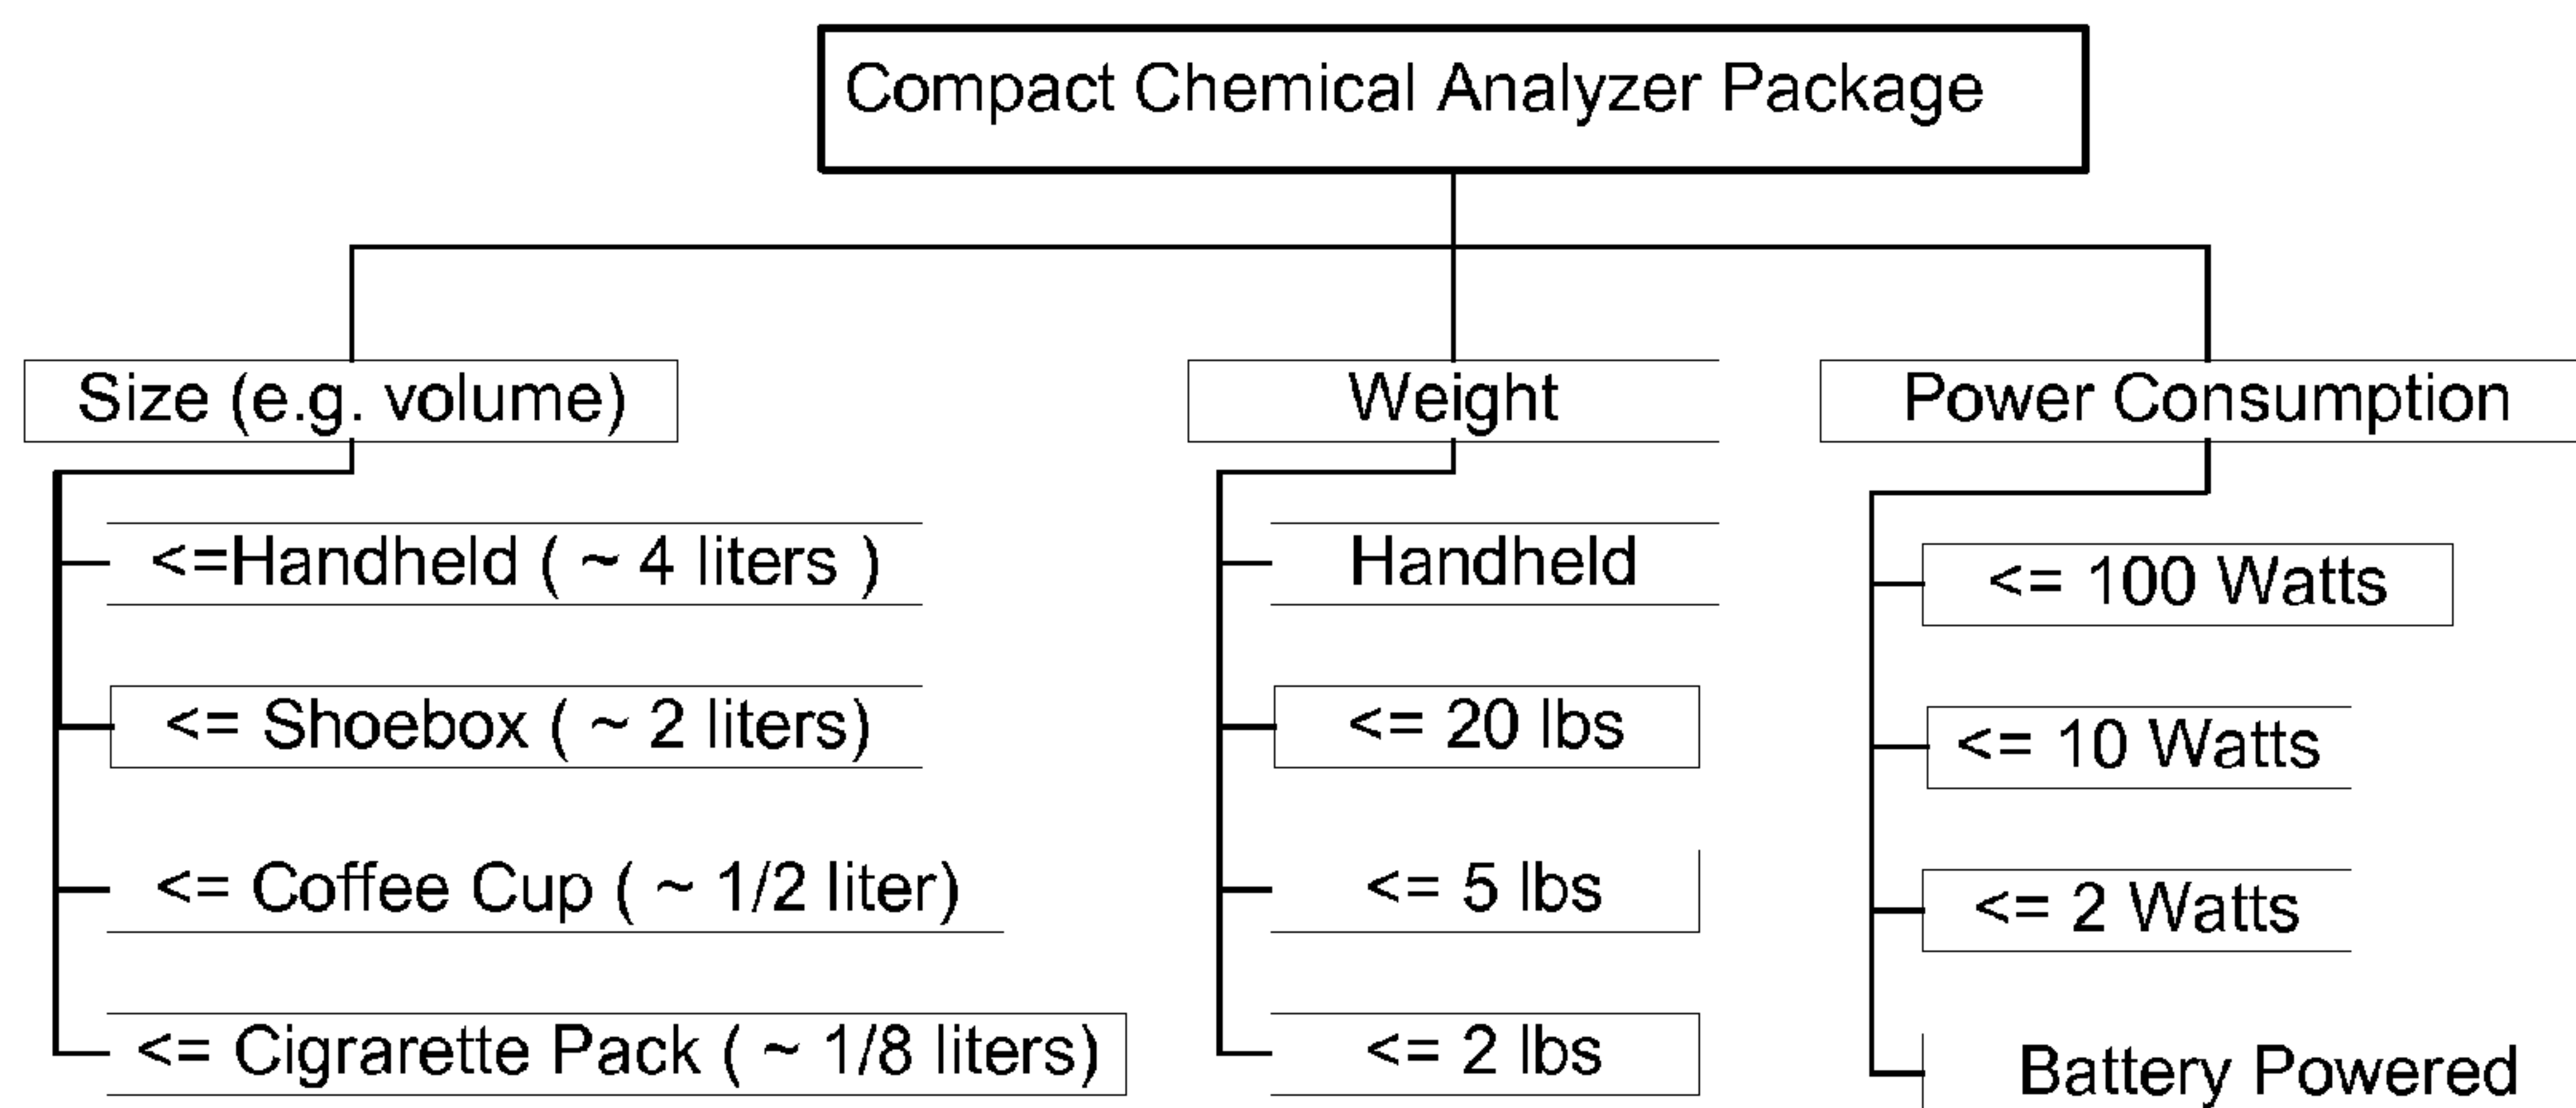 Compact Chemical Analyzer Package
Size (e.g. volume)
<=Handheld ( ~ 4 liters )
<= Shoebox ( ~ 2 liters)
<= Coffee Cup ( ~ 1/2 liter)
<= Cigrarette Pack ( ~ 1/8 liters)
Weight
Handheld
<= 20 lbs
<= 5 lbs
<= 2 lbs
Power Consumption
<= 100 Watts
<= 10 Watts
<= 2 Watts
Battery Powered